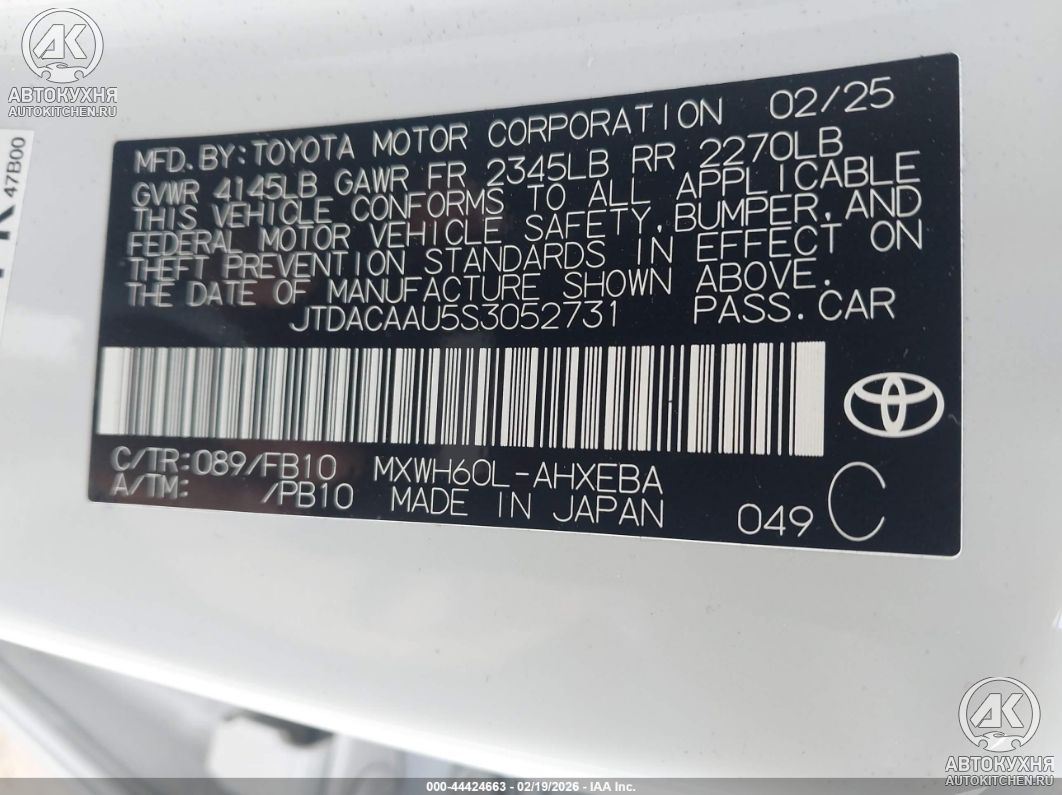 AK
АВТОКУХНЯ
AUTOKITCHEN.RU
47B00
MFD. BY: TOYOTA MOTOR CORPORATION 02/25
GVWR 4145LB GAWR FR 2345LB RR 2270LB
THIS VEHICLE CONFORMS TO ALL APPLICABLE
FEDERAL MOTOR VEHICLE SAFETY, BUMPER, AND
THEFT PREVENTION STANDARDS IN EFFECT ON
THE DATE OF MANUFACTURE SHOWN ABOVE.
JTDACAAU5S3052731 PASS. CAR
C/TR: 089/FB10 MXWH60L-AHXEBA
A/TM: /PB10 MADE IN JAPAN
049 C
AK
АВТОКУХНЯ
AUTOKITCHEN.RU
000-44424663 - 02/19/2026 - IAA Inc.